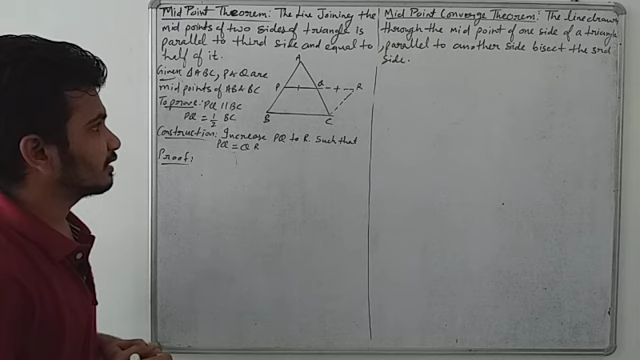 Mid Point Theorem: The line Joining the
mid points of two sides of triangle is
parallel to third side and equal to
half of it.
Given: ΔABC, P & Q are
midpoints of AB & BC
To prove: PQ || BC
PQ = 1/2 BC
Construction: Increase PQ to R. Such that
PQ = QR
Proof:
A
P
Q
R
B
C
Mid Point Converge Theorem: The line drawn
through the mid point of one side of a triangle
parallel to another side bisect the 3rd
side.